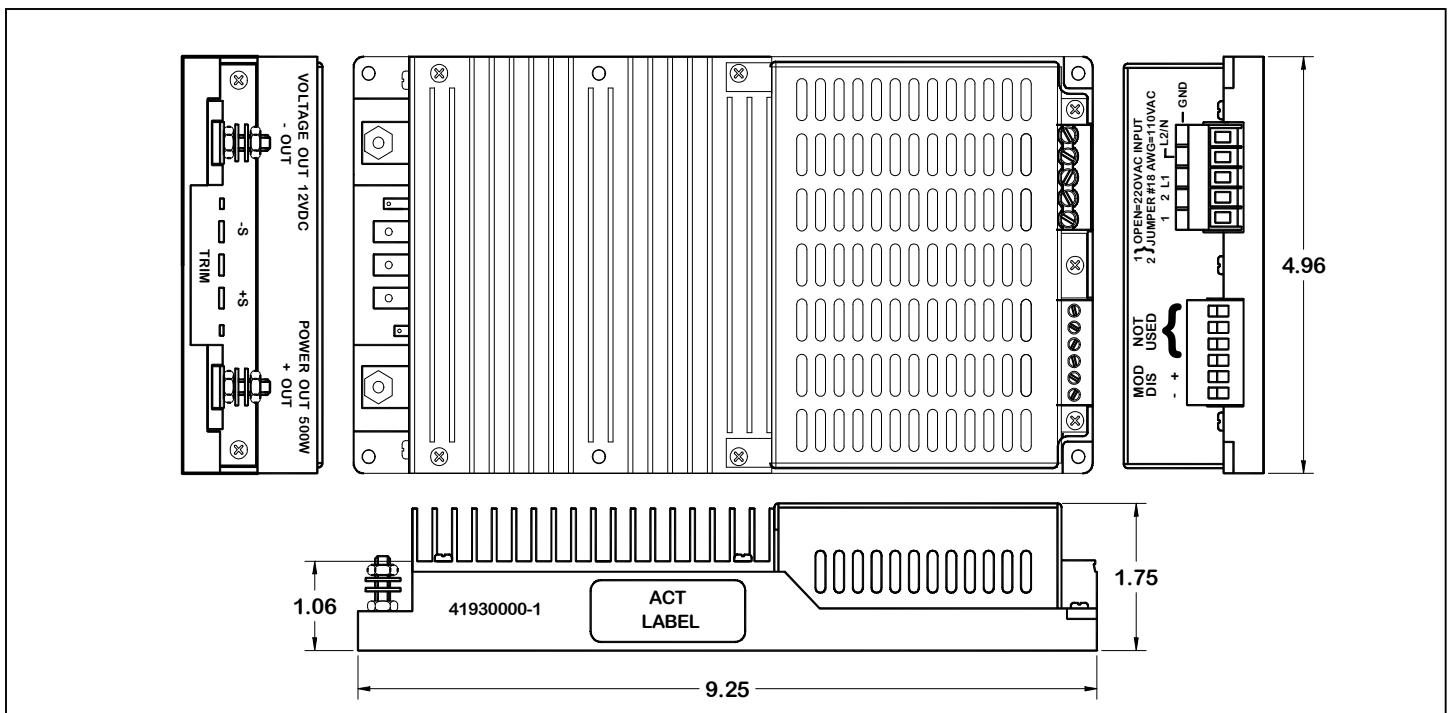 VOLTAGE OUT 12VDC
- OUT
POWER OUT 500W
+ OUT
-S
+S
TRIM
GND
L2/N
1 2 L1
1 } OPEN=22OVAC INPUT
2 } JUMPER #18 AWG=110VAC
NOT
USED
MOD
DIS
- +
4.96
1.06
41930000-1
ACT
LABEL
1.75
9.25